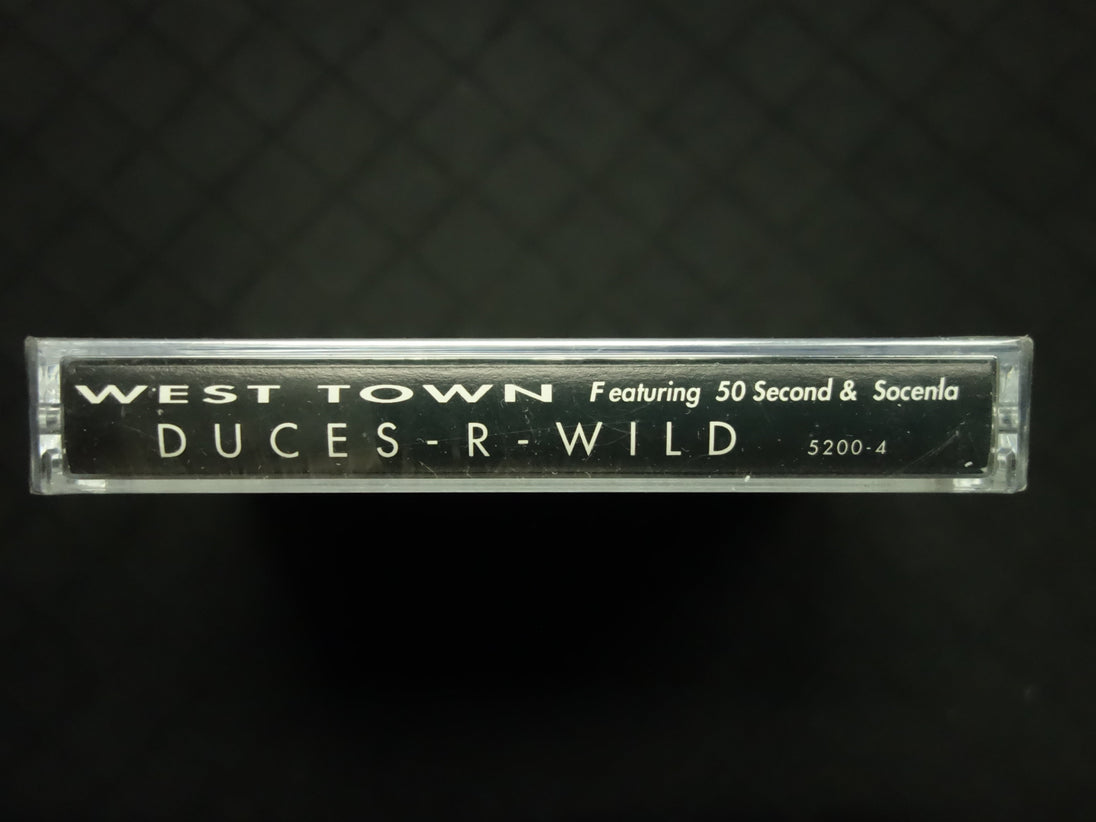 WEST TOWN Featuring 50 Second & Socenla
DUCES-R-WILD 5200-4